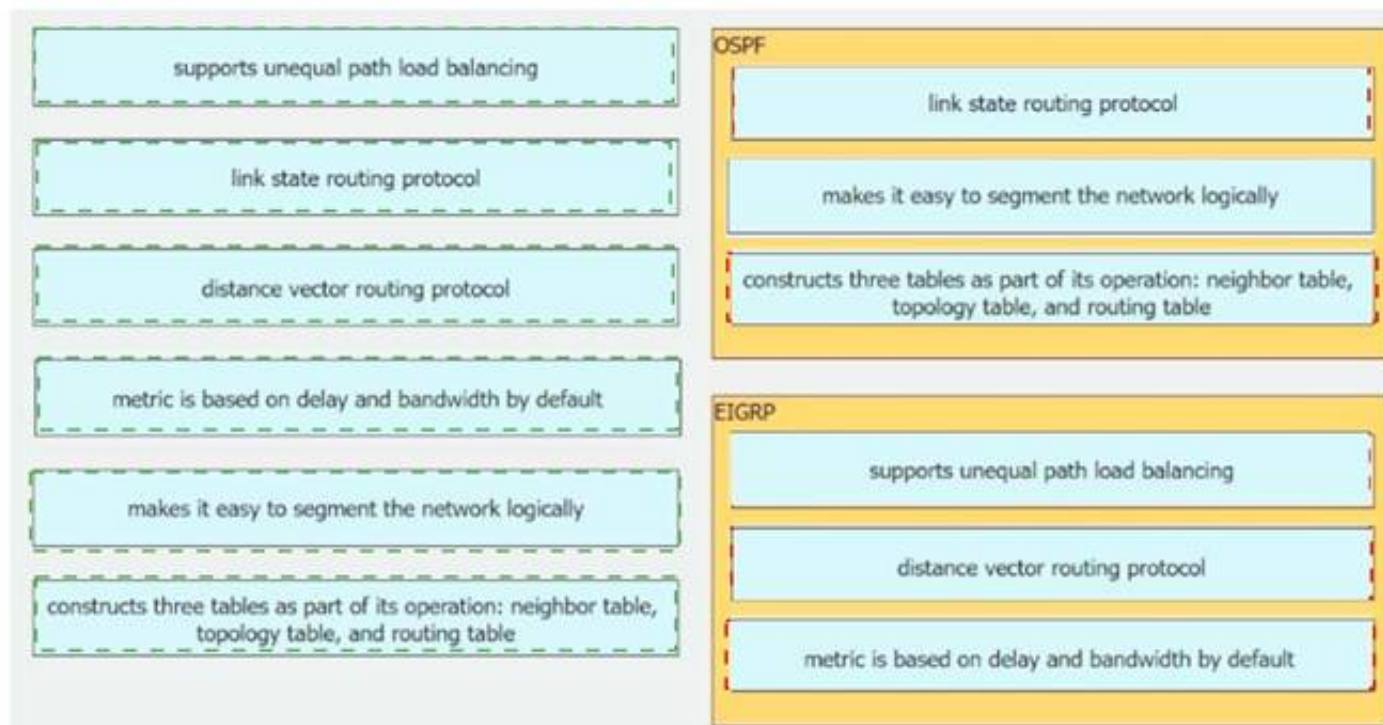 supports unequal path load balancing
link state routing protocol
distance vector routing protocol
metric is based on delay and bandwidth by default
makes it easy to segment the network logically
constructs three tables as part of its operation: neighbor table,
topology table, and routing table
OSPF
link state routing protocol
makes it easy to segment the network logically
constructs three tables as part of its operation: neighbor table,
topology table, and routing table
EIGRP
supports unequal path load balancing
distance vector routing protocol
metric is based on delay and bandwidth by default